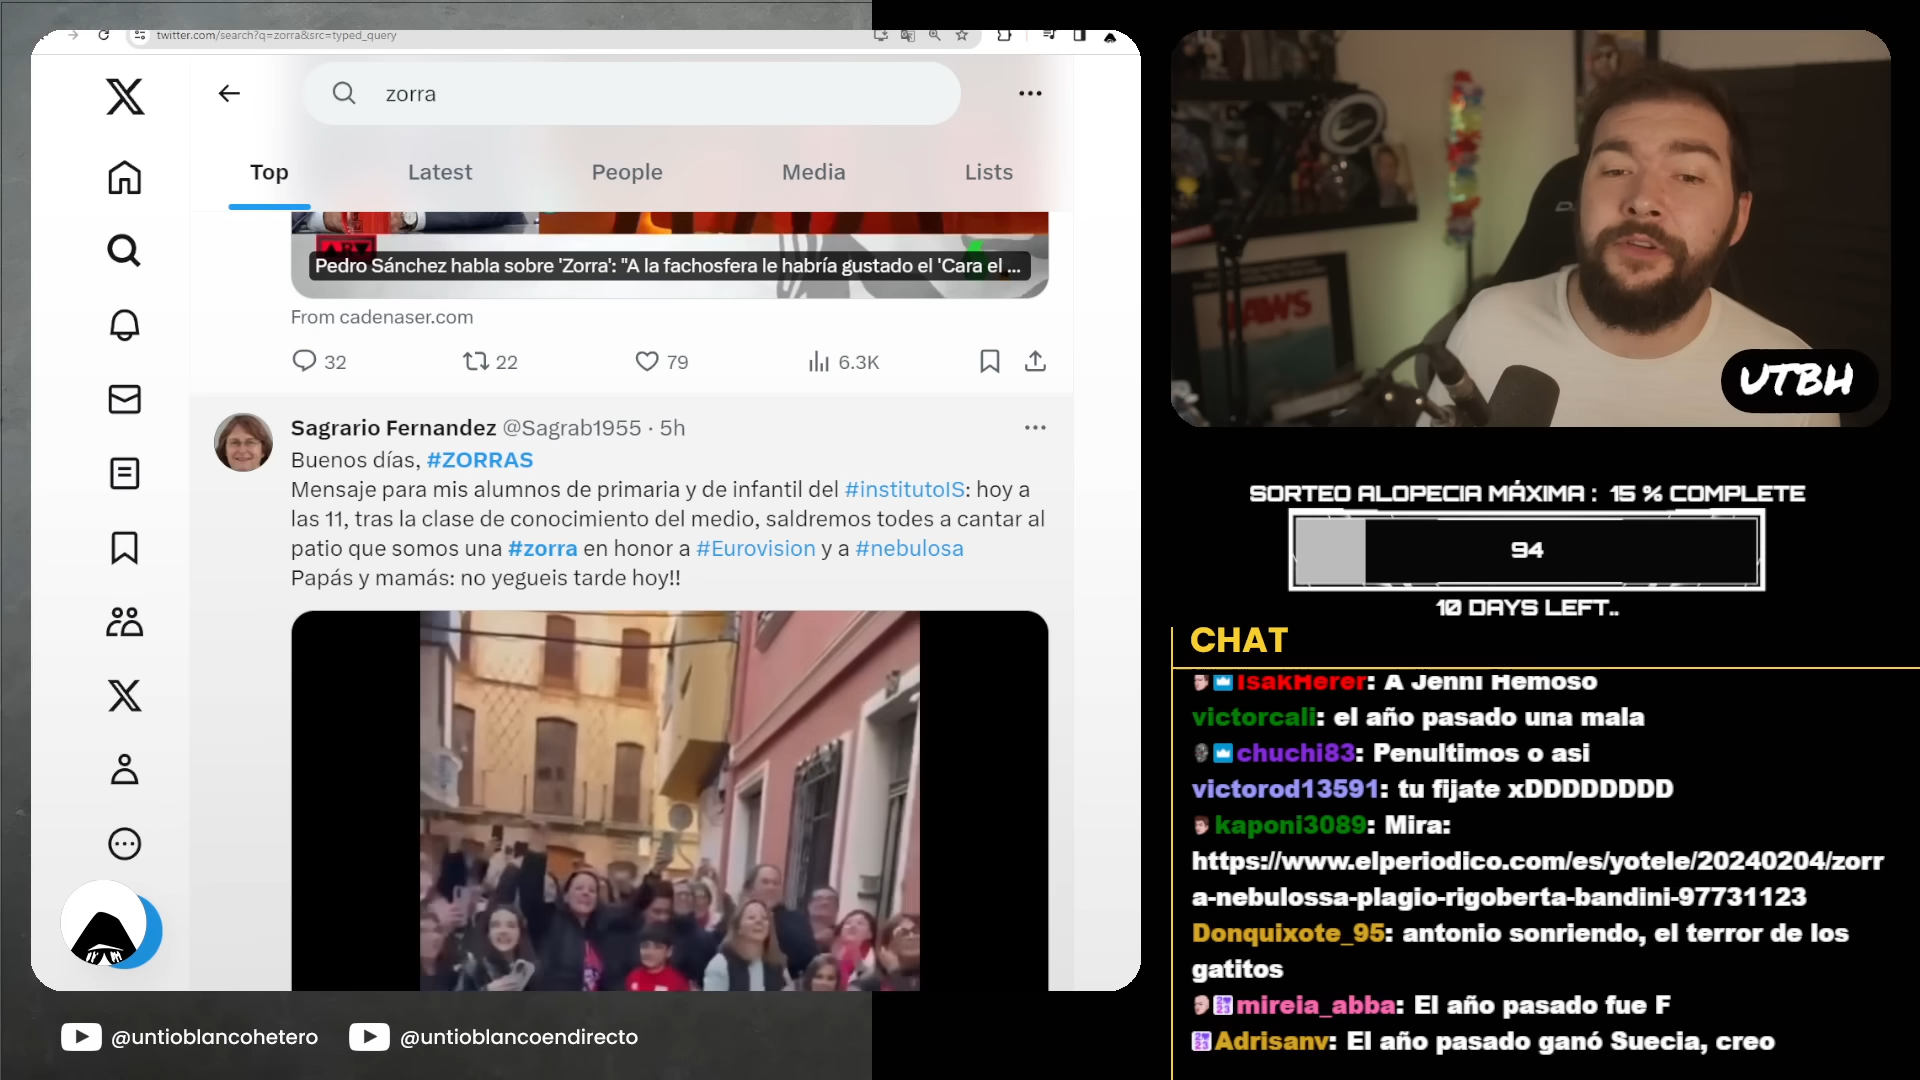 twitter.com/search?q=zorra&src=typed_query
zorra
Top
Latest
People
Media
Lists
Pedro Sánchez habla sobre 'Zorra': "A la fachosfera le habría gustado el 'Cara el ...
From cadenaser.com
32
22
79
6.3K
Sagrario Fernandez @Sagrab1955 · 5h
Buenos días, #ZORRAS
Mensaje para mis alumnos de primaria y de infantil del #institutoIS: hoy a
las 11, tras la clase de conocimiento del medio, saldremos todes a cantar al
patio que somos una #zorra en honor a #Eurovision y a #nebulosa
Papás y mamás: no yegueis tarde hoy!!
@untioblancohetero
@untioblancoendirecto
JAWS
UTBH
SORTEO ALOPECIA MÁXIMA : 15 % COMPLETE
94
10 DAYS LEFT..
CHAT
IsakHerer: A Jenni Hemoso
victorcali: el año pasado una mala
chuchi83: Penultimos o asi
victorod13591: tu fijate xDDDDDDDD
kaponi3089: Mira:
https://www.elperiodico.com/es/yotele/20240204/zorr
a-nebulossa-plagio-rigoberta-bandini-97731123
Donquixote_95: antonio sonriendo, el terror de los
gatitos
mireia_abba: El año pasado fue F
Adrisanv: El año pasado ganó Suecia, creo